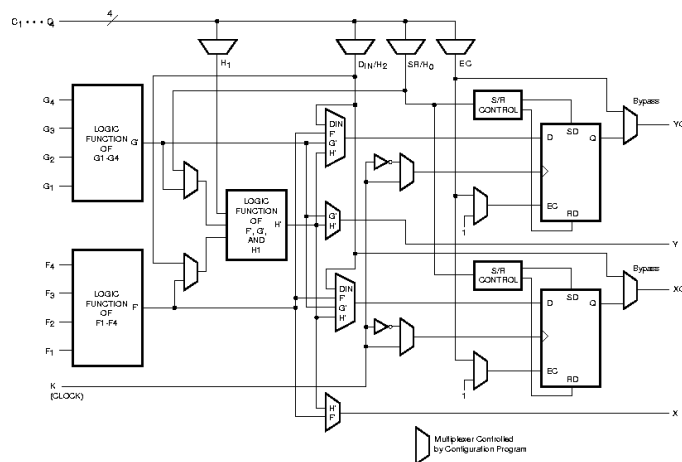 C1 • • • C4
4
H1
DIN/H2
SR/H0
EC
G4
G3
G2
G1
LOGIC
FUNCTION
OF
G1-G4
G'
S/R
CONTROL
Bypass
DIN
F'
G'
H'
D
SD
Q
YQ
LOGIC
FUNCTION
OF
F', G',
AND
H1
H'
EC
RD
1
G'
H'
Y
F4
F3
F2
F1
LOGIC
FUNCTION
OF
F1-F4
F'
S/R
CONTROL
Bypass
DIN
F'
G'
H'
D
SD
Q
XQ
EC
RD
1
K
(CLOCK)
H'
F'
X
Multiplexer Controlled
by Configuration Program